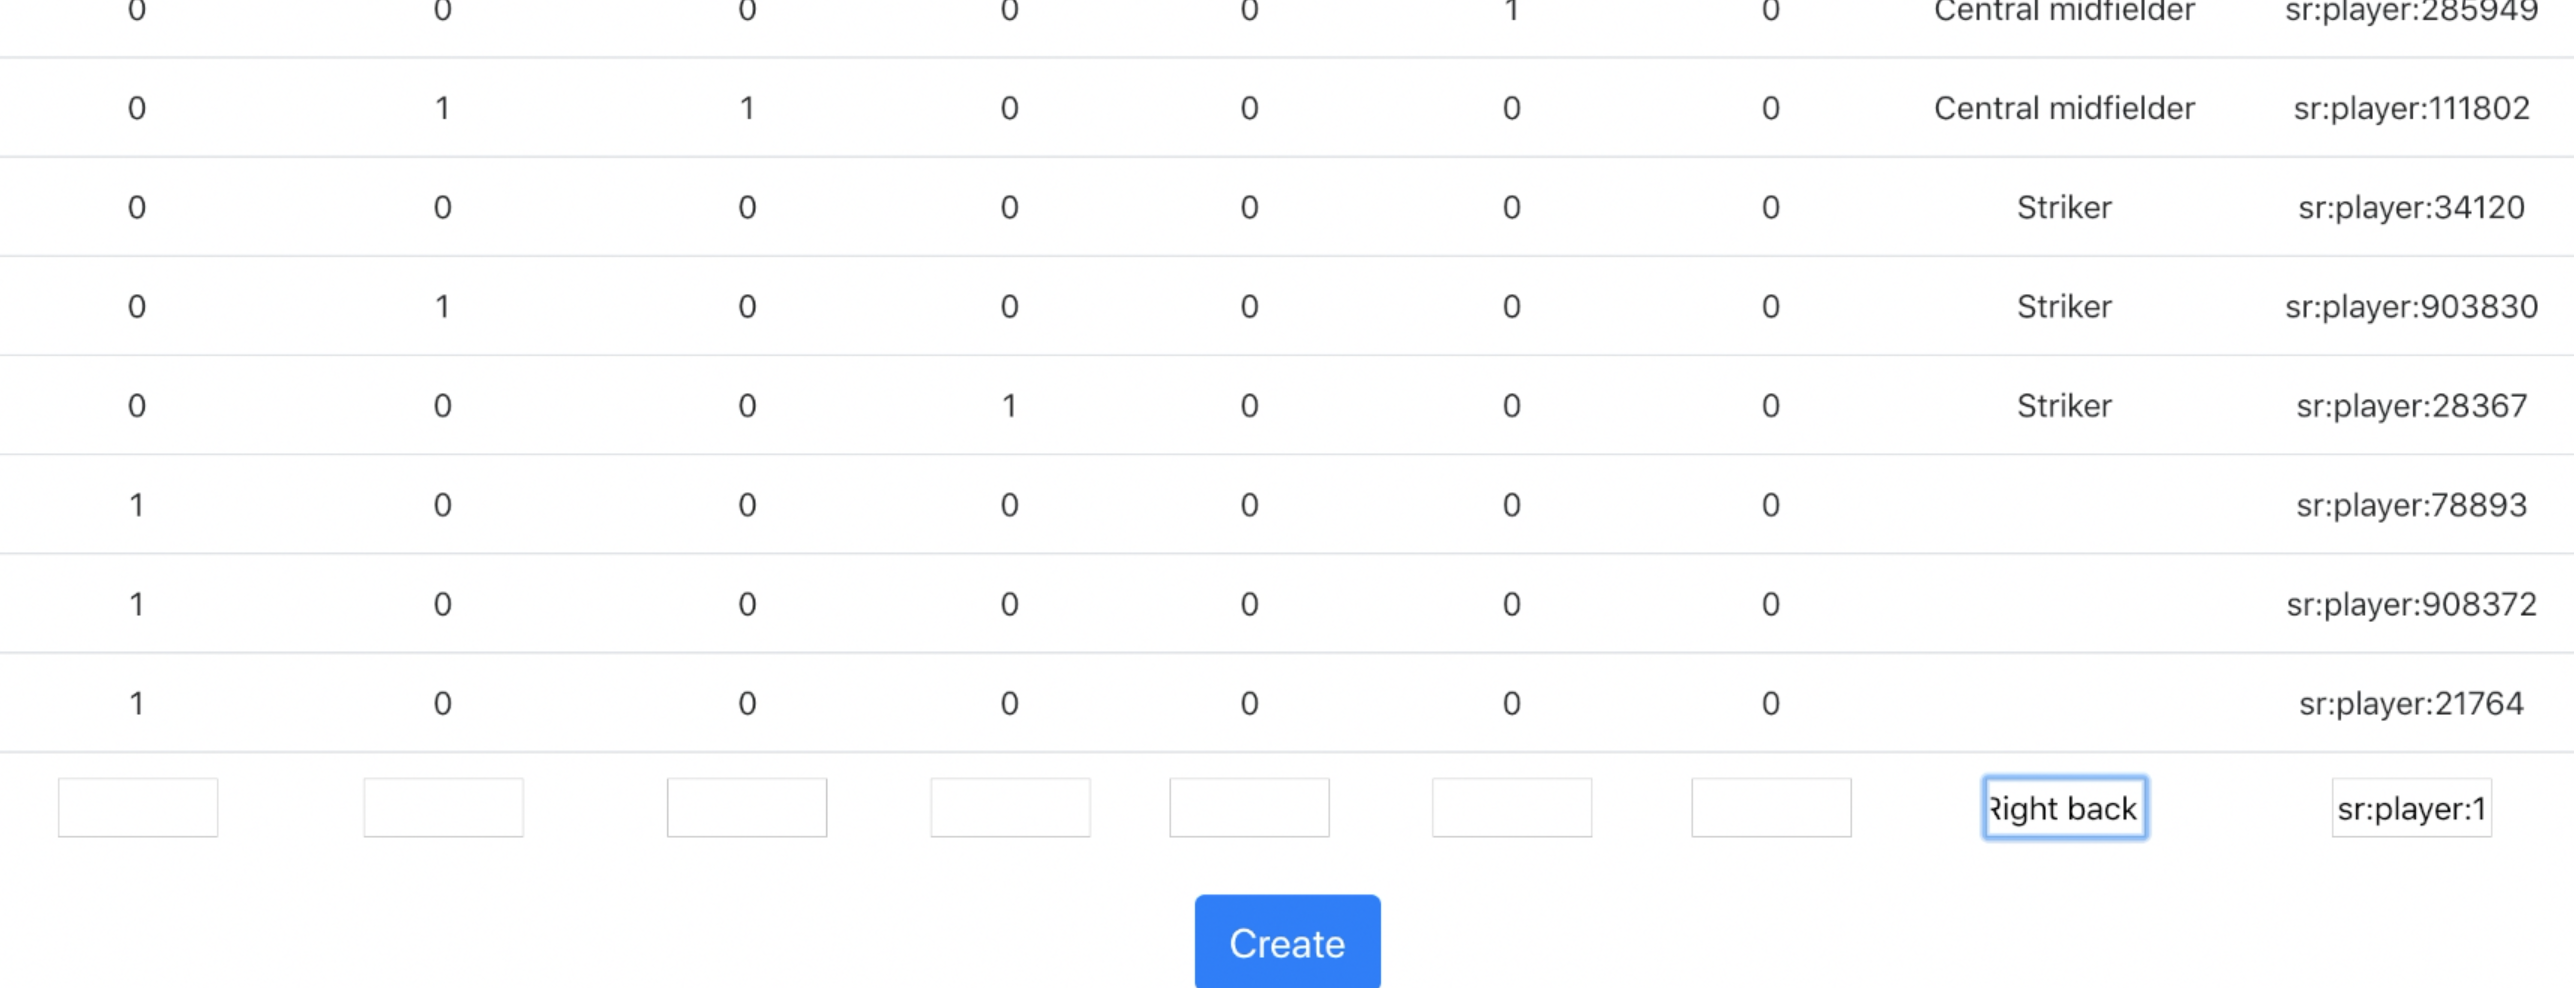 0 0 0 0 0 1 0 Central midfielder sr:player:285949
0 1 1 0 0 0 0 Central midfielder sr:player:111802
0 0 0 0 0 0 0 Striker sr:player:34120
0 1 0 0 0 0 0 Striker sr:player:903830
0 0 0 1 0 0 0 Striker sr:player:28367
1 0 0 0 0 0 0 sr:player:78893
1 0 0 0 0 0 0 sr:player:908372
1 0 0 0 0 0 0 sr:player:21764
Right back sr:player:1
Create